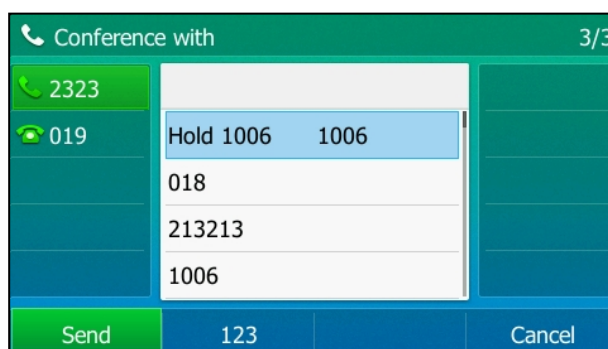 Conference with 3/3
2323
019
Hold 1006 1006
018
213213
1006
Send 123 Cancel